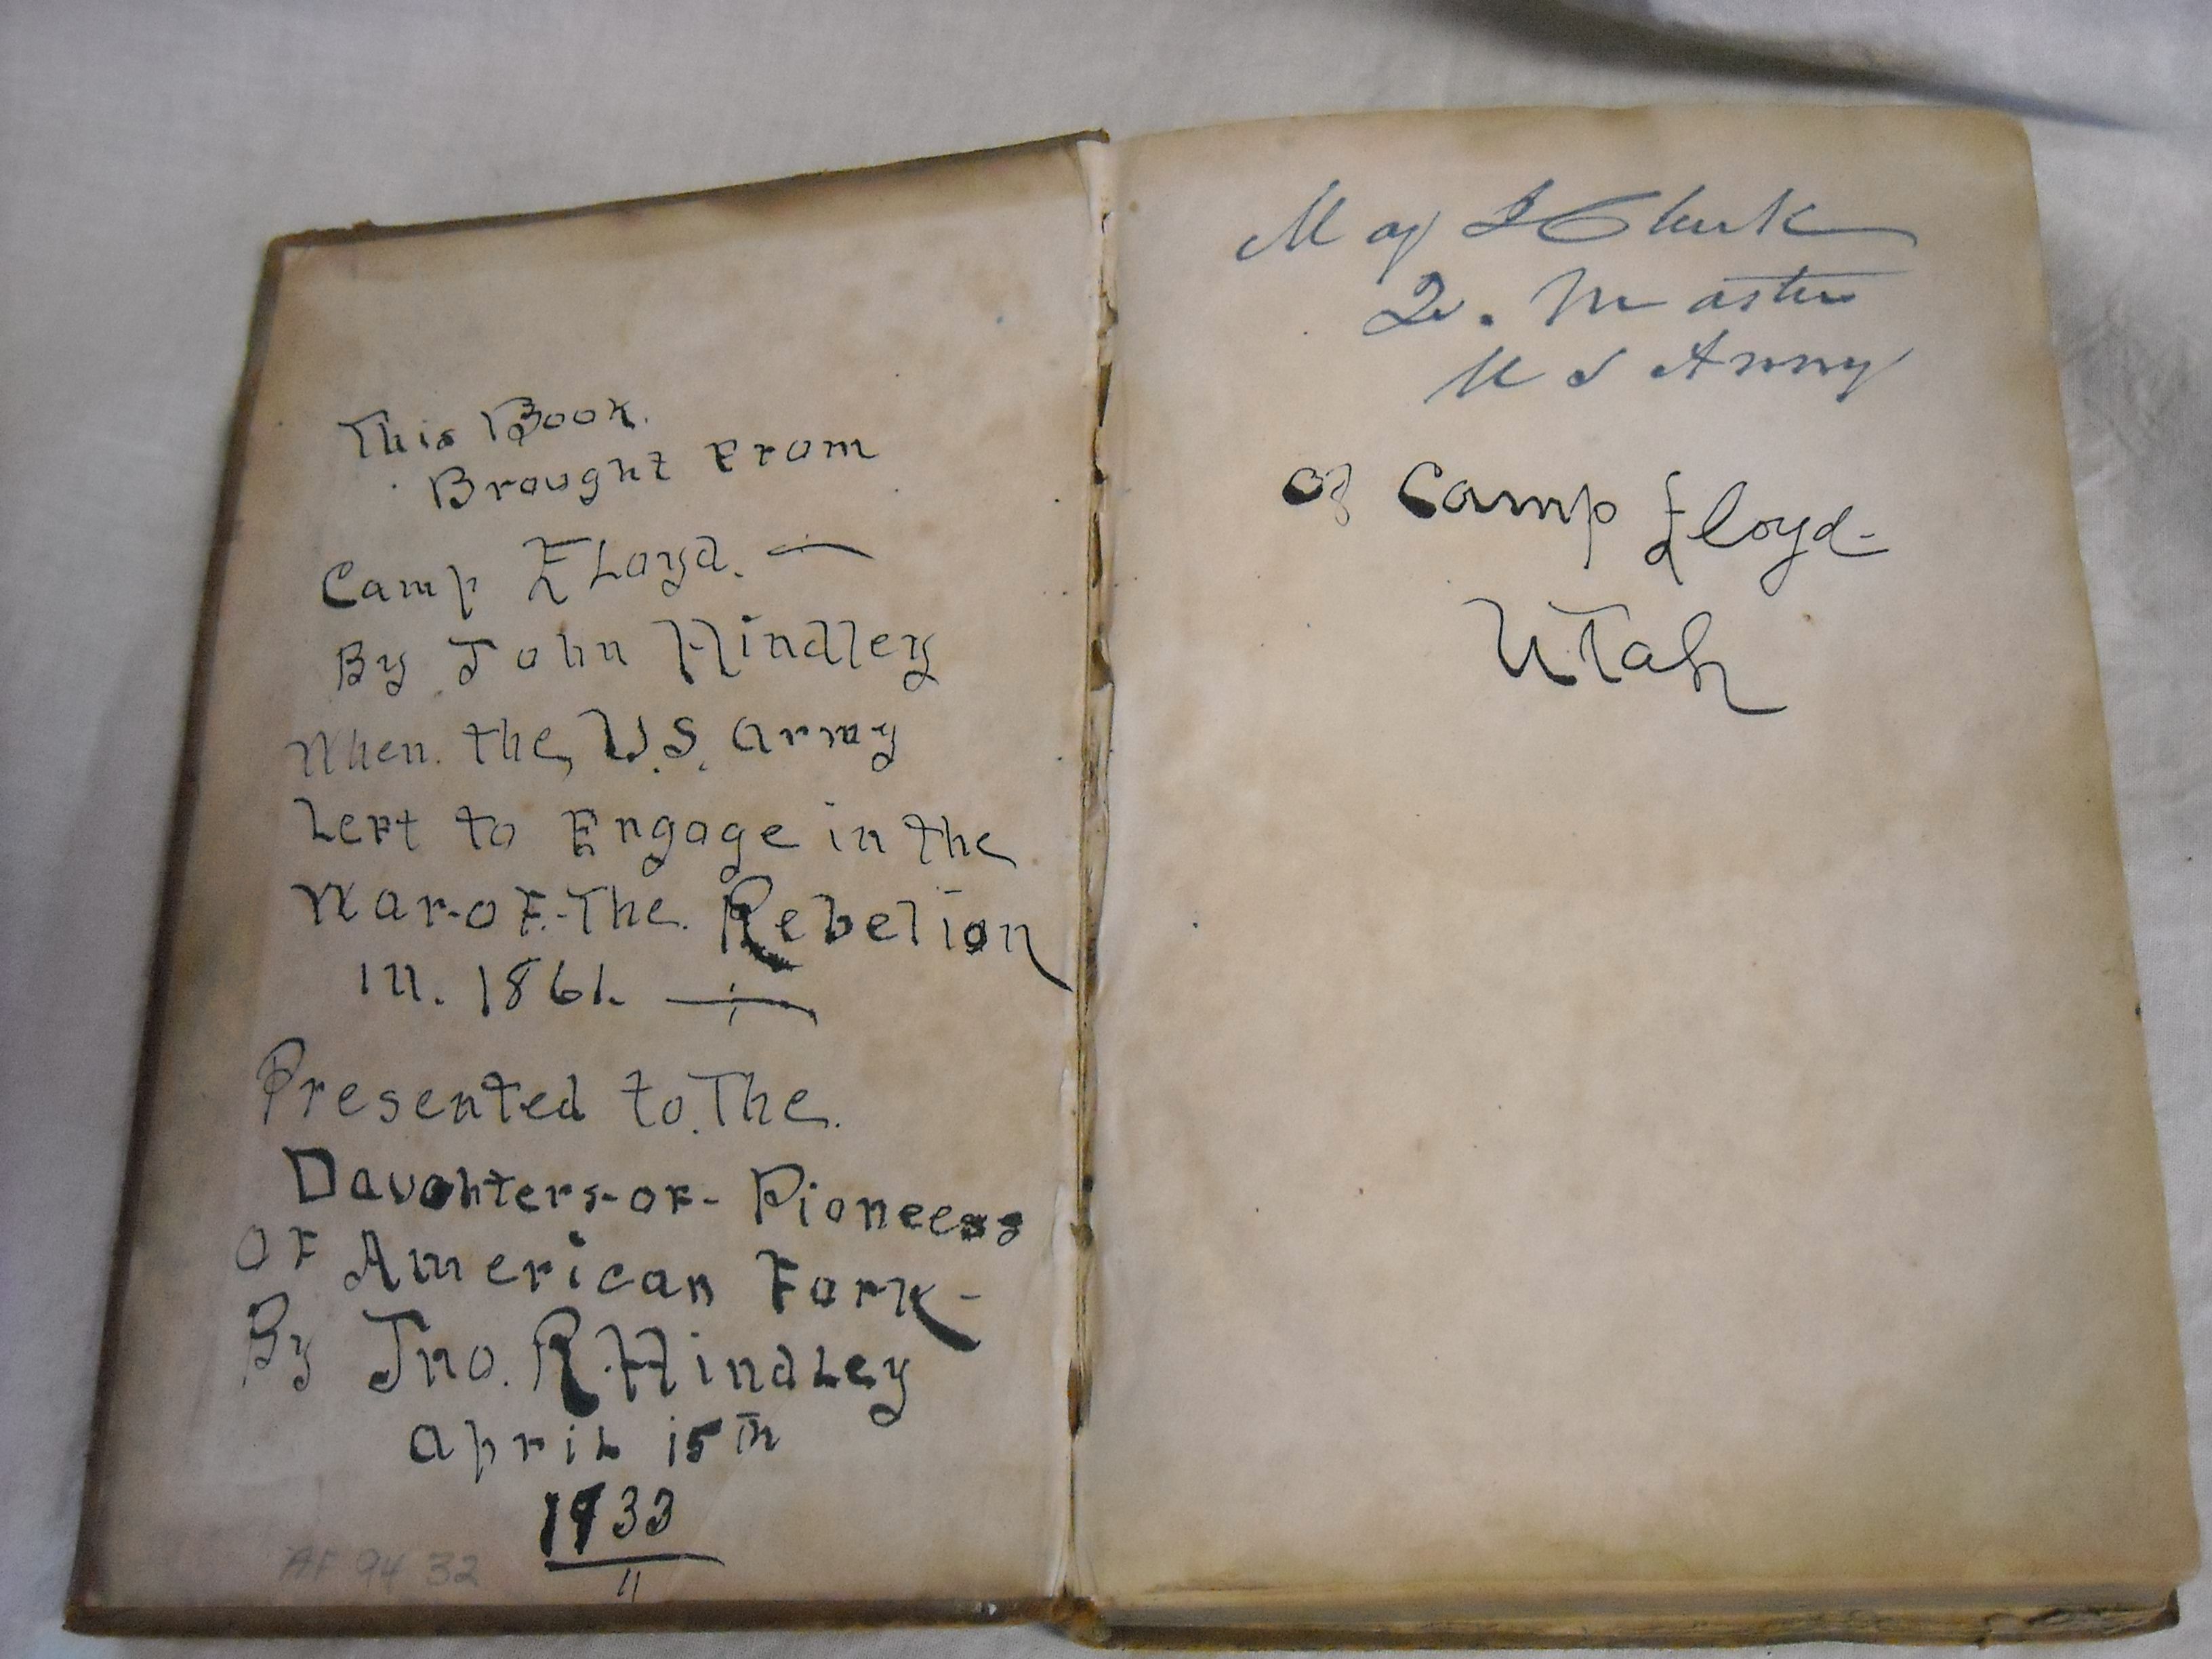 This Book.
Brought From
Camp Floyd. —
By John Hindley
When. the, U.S. army
Left to Engage in the
War-of-The. Rebelion
in. 1861. —
Presented to. The.
Daughters-of- Pioneers
OF American Fork-
By Jno. R. Hindley
april 15th
1933
AF 94 32
Maj
Qr. Master
U S Army
of Camp Floyd-
Utah